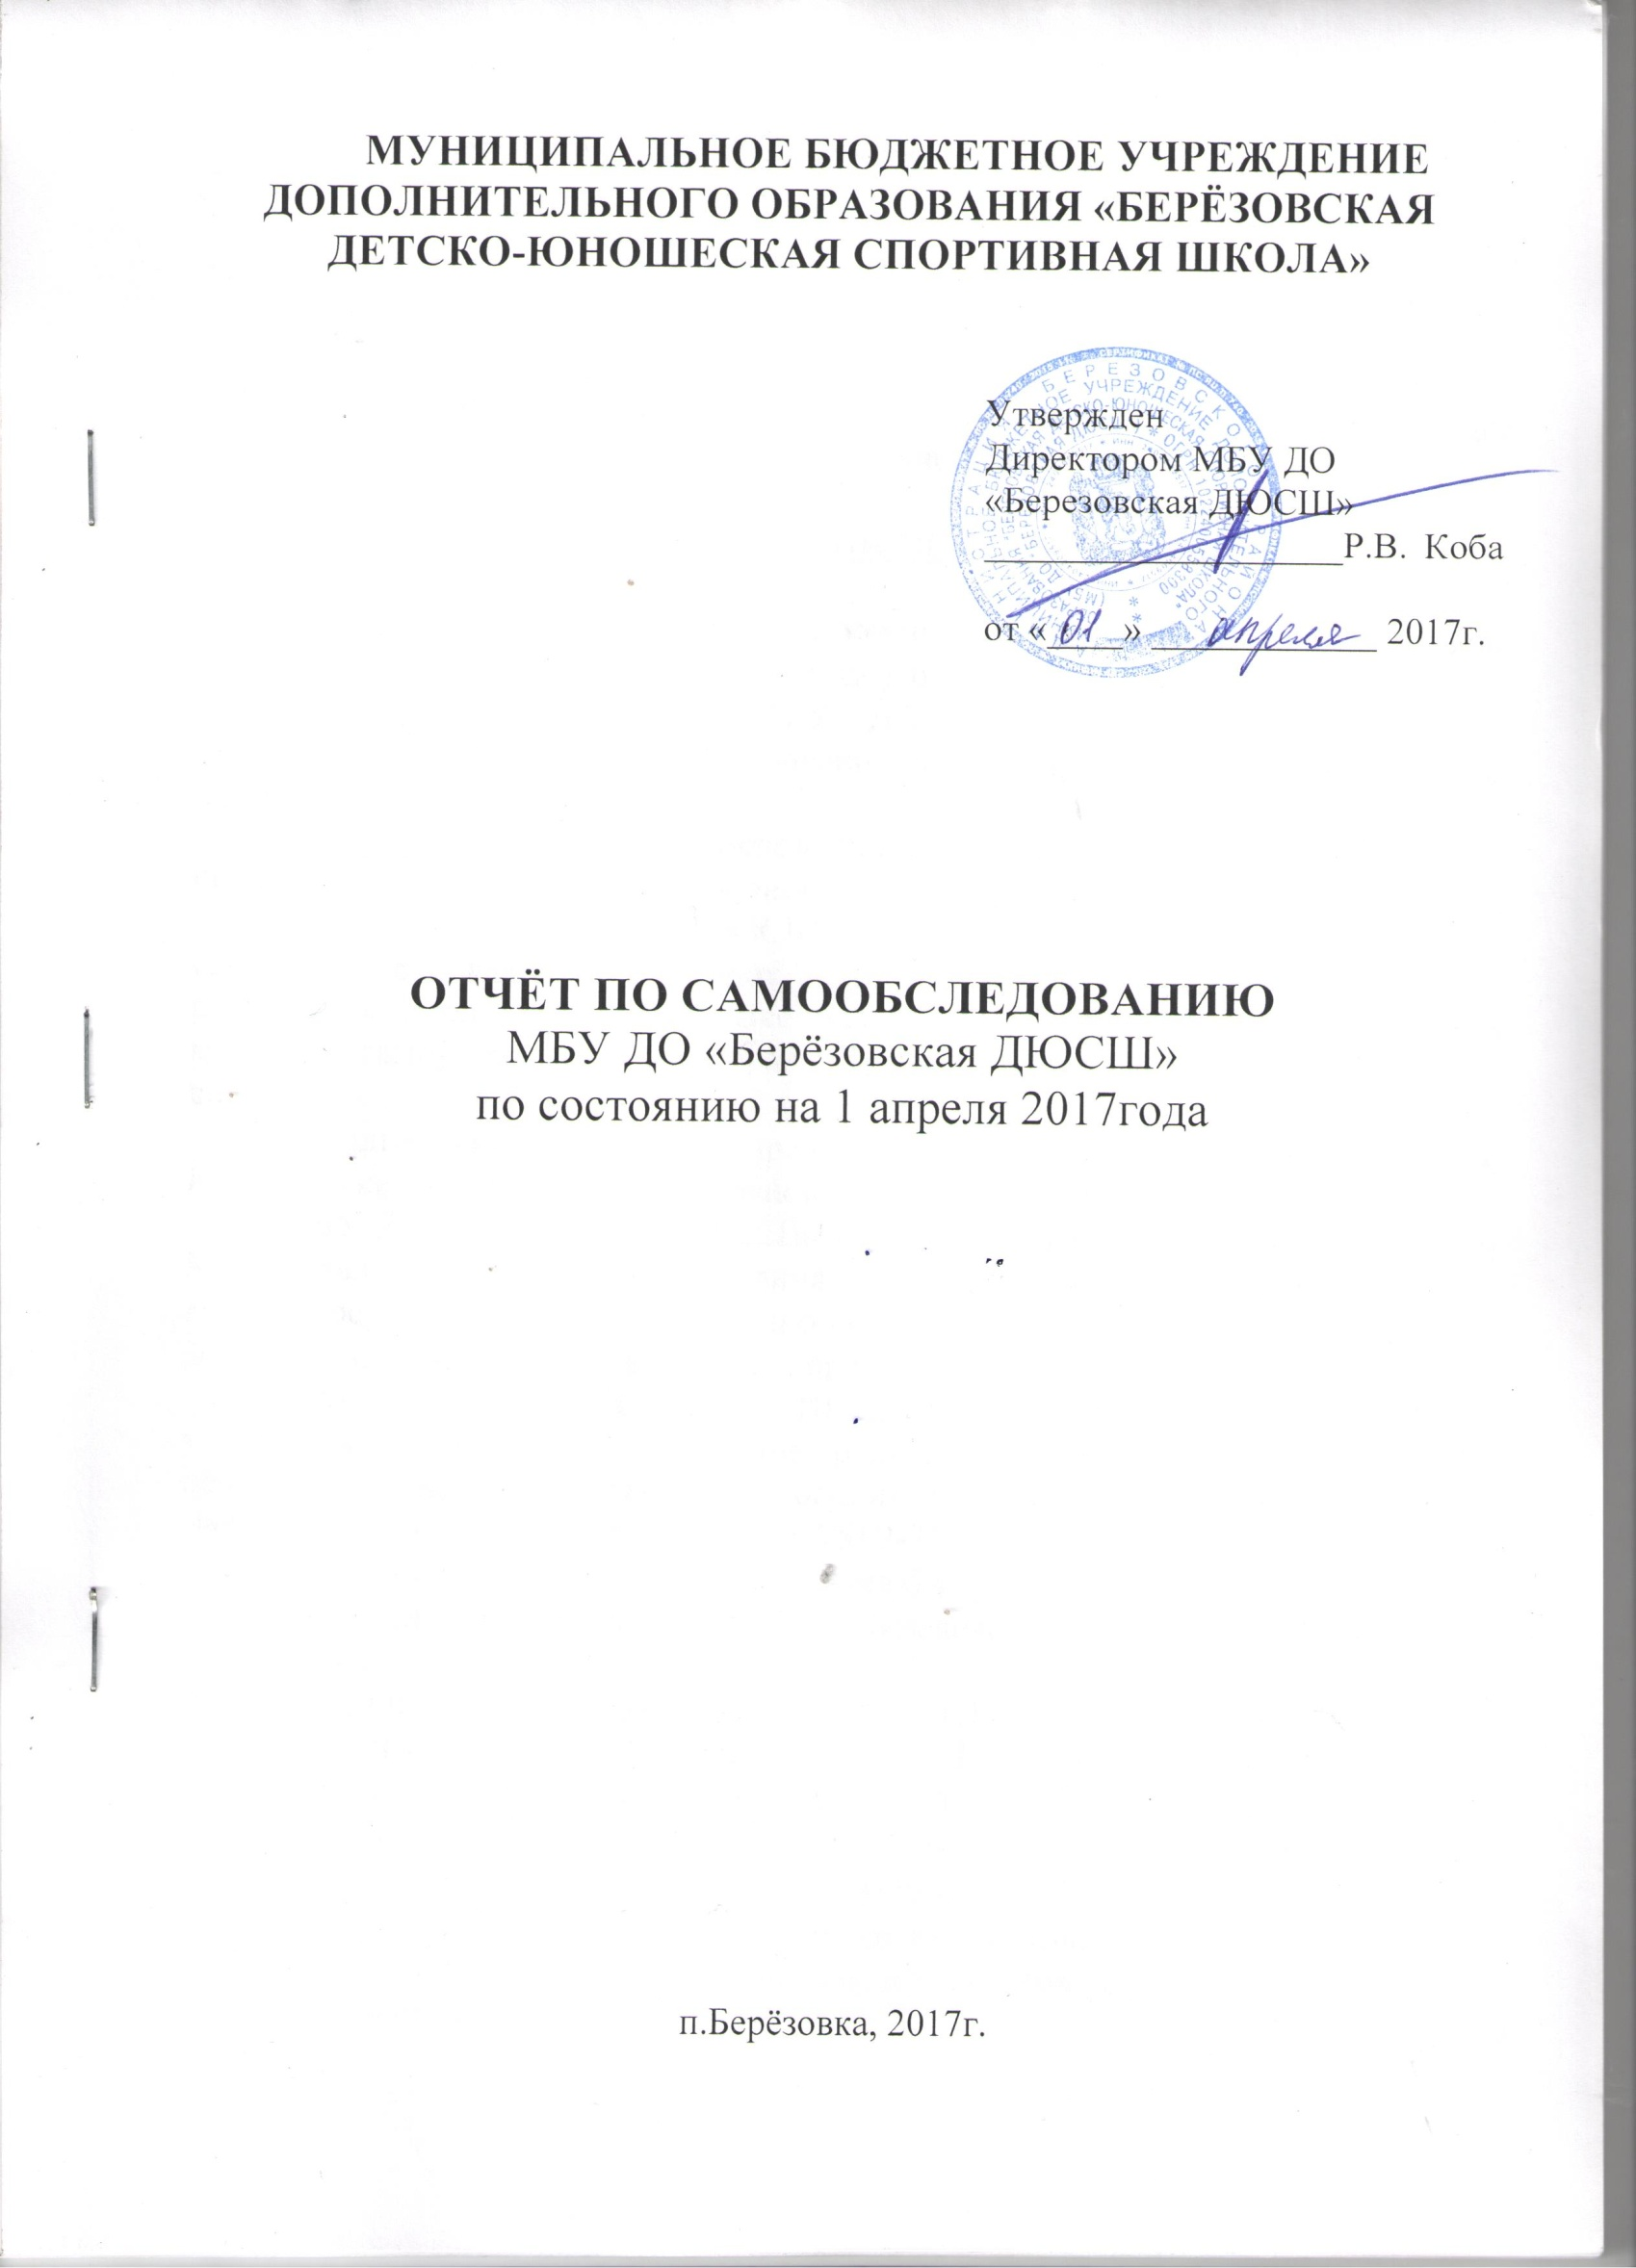 МУНИЦИПАЛЬНОЕ БЮДЖЕТНОЕ УЧРЕЖДЕНИЕ
ДОПОЛНИТЕЛЬНОГО ОБРАЗОВАНИЯ «БЕРЁЗОВСКАЯ
ДЕТСКО-ЮНОШЕСКАЯ СПОРТИВНАЯ ШКОЛА»
Утвержден
Директором МБУ ДО
«Березовская ДЮСШ»
Р.В. Коба
от «01» апреля 2017г.
ОТЧЁТ ПО САМООБСЛЕДОВАНИЮ
МБУ ДО «Берёзовская ДЮСШ»
по состоянию на 1 апреля 2017года
п.Берёзовка, 2017г.